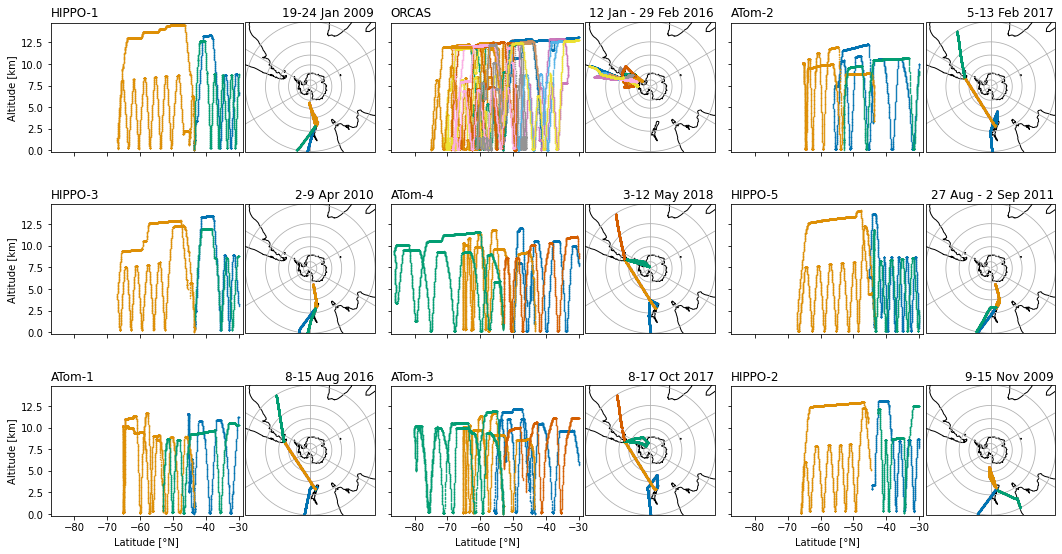 HIPPO-1 19-24 Jan 2009 ORCAS 12 Jan - 29 Feb 2016 ATom-2 5-13 Feb 2017
Altitude [km]
12.5
10.0
7.5
5.0
2.5
0.0
HIPPO-3 2-9 Apr 2010 ATom-4 3-12 May 2018 HIPPO-5 27 Aug - 2 Sep 2011
Altitude [km]
12.5
10.0
7.5
5.0
2.5
0.0
ATom-1 8-15 Aug 2016 ATom-3 8-17 Oct 2017 HIPPO-2 9-15 Nov 2009
Altitude [km]
12.5
10.0
7.5
5.0
2.5
0.0
−80 −70 −60 −50 −40 −30 −80 −70 −60 −50 −40 −30 −80 −70 −60 −50 −40 −30
Latitude [°N] Latitude [°N] Latitude [°N]